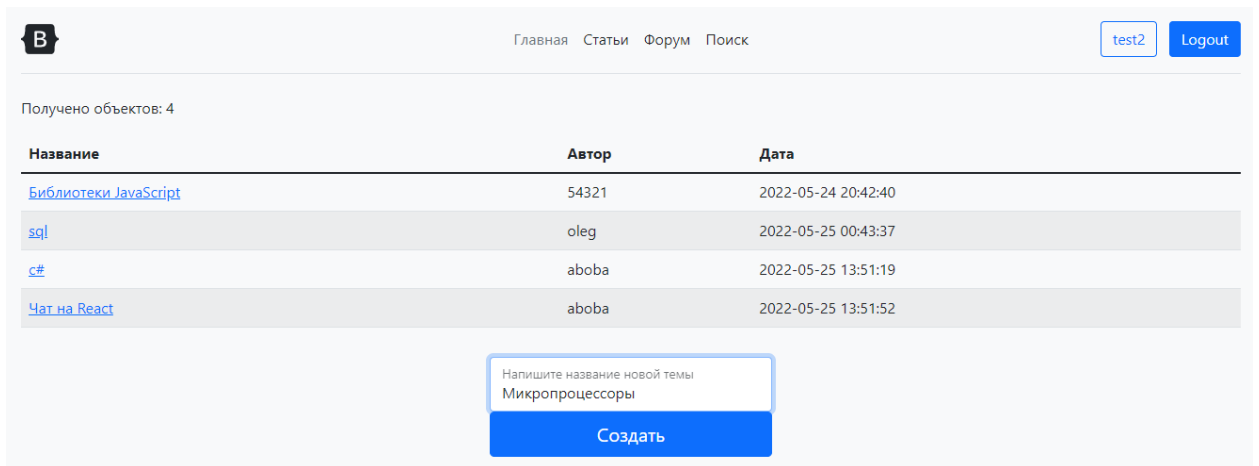 B Главная Статьи Форум Поиск test2 Logout
Получено объектов: 4
Название Автор Дата
Библиотеки JavaScript 54321 2022-05-24 20:42:40
sql oleg 2022-05-25 00:43:37
c# aboba 2022-05-25 13:51:19
Чат на React aboba 2022-05-25 13:51:52
Напишите название новой темы
Микропроцессоры
Создать